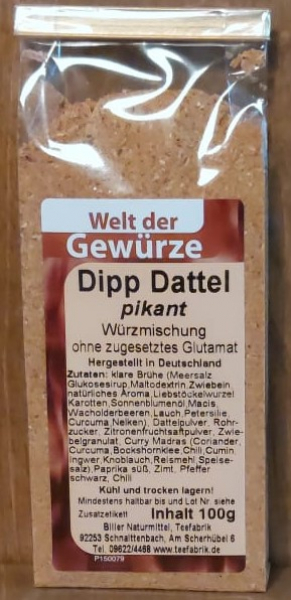 Welt der
Gewürze
Dipp Dattel
pikant
Würzmischung
ohne zugesetztes Glutamat
Hergestellt in Deutschland
Zutaten: klare Brühe (Meersalz
Glukosesirup,Maltodextrin,Zwiebeln
natürliches Aroma,Liebstöckelwurzel
Karotten,Sonnenblumenöl,Macis,
Wacholderbeeren,Lauch,Petersilie
Curcuma,Nelken), Dattelpulver, Rohr-
zucker, Zitronenfruchtsaftpulver, Zwie-
belgranulat, Curry Madras (Coriander,
Curcuma,Bockshornklee,Chili,Cumin,
Ingwer,Knoblauch,Reismehl,Speise-
salz),Paprika süß, Zimt, Pfeffer
schwarz, Chili
Kühl und trocken lagern!
Mindestens haltbar bis und Lot Nr. siehe
Zusatzetikett Inhalt 100g
Biller Naturmittel, Teefabrik
92253 Schnaittenbach, Am Scherhübel 6
Tel. 09622/4468 www.teefabrik.de
P150079